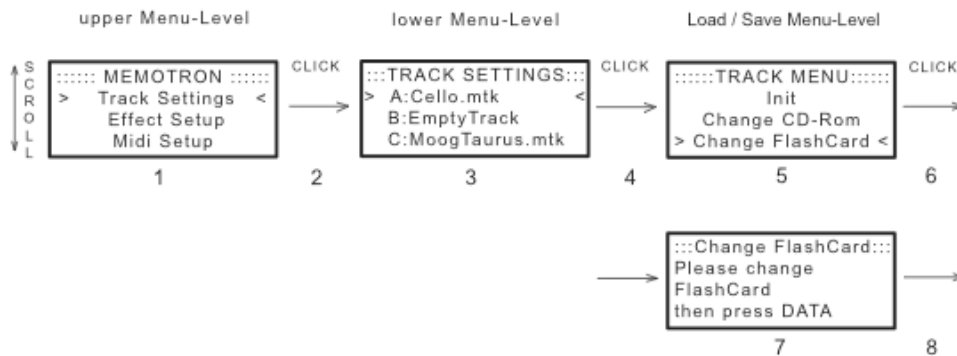 upper Menu-Level
lower Menu-Level
Load / Save Menu-Level
SCROLL
:::::: MEMOTRON ::::::
> Track Settings <
Effect Setup
Midi Setup
CLICK
:::TRACK SETTINGS:::
> A:Cello.mtk <
B:EmptyTrack
C:MoogTaurus.mtk
CLICK
::::::TRACK MENU::::::
Init
Change CD-Rom
> Change FlashCard <
CLICK
1
2
3
4
5
6
:::Change FlashCard:::
Please change
FlashCard
then press DATA
7
8